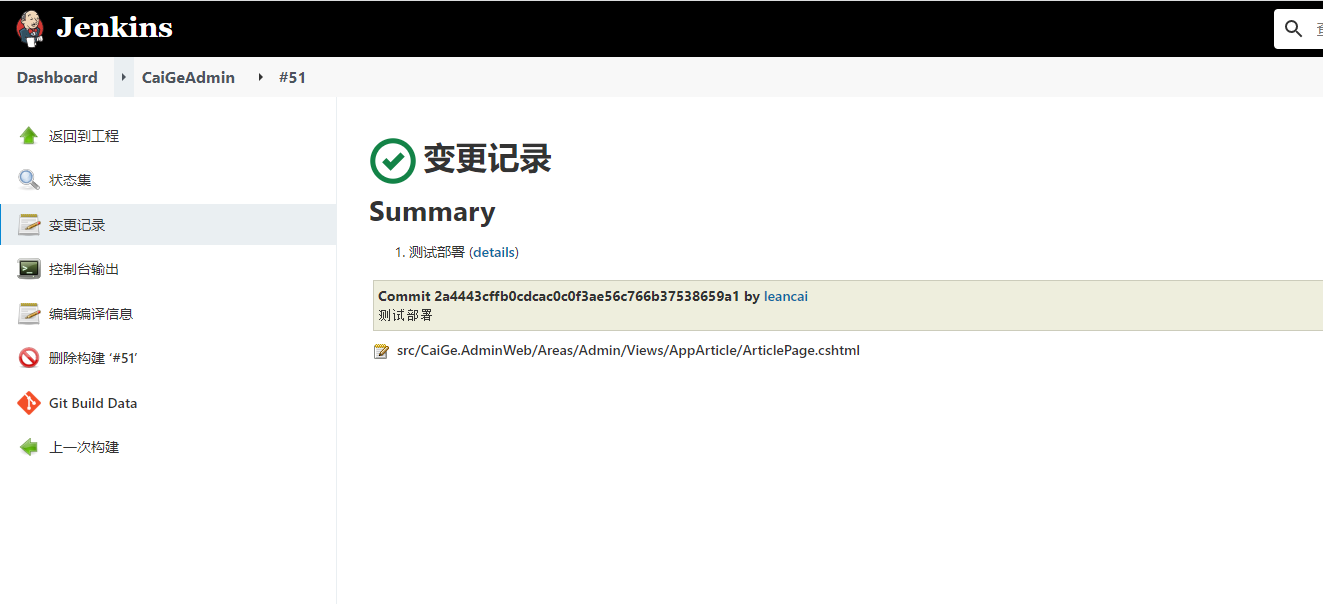 Jenkins
Dashboard CaiGeAdmin #51
返回到工程
状态集
变更记录
控制台输出
编辑编译信息
删除构建 ‘#51’
Git Build Data
上一次构建
变更记录
Summary
1. 测试部署 (details)
Commit 2a4443cffb0cdcac0c0f3ae56c766b37538659a1 by leancai
测试部署
src/CaiGe.AdminWeb/Areas/Admin/Views/AppArticle/ArticlePage.cshtml